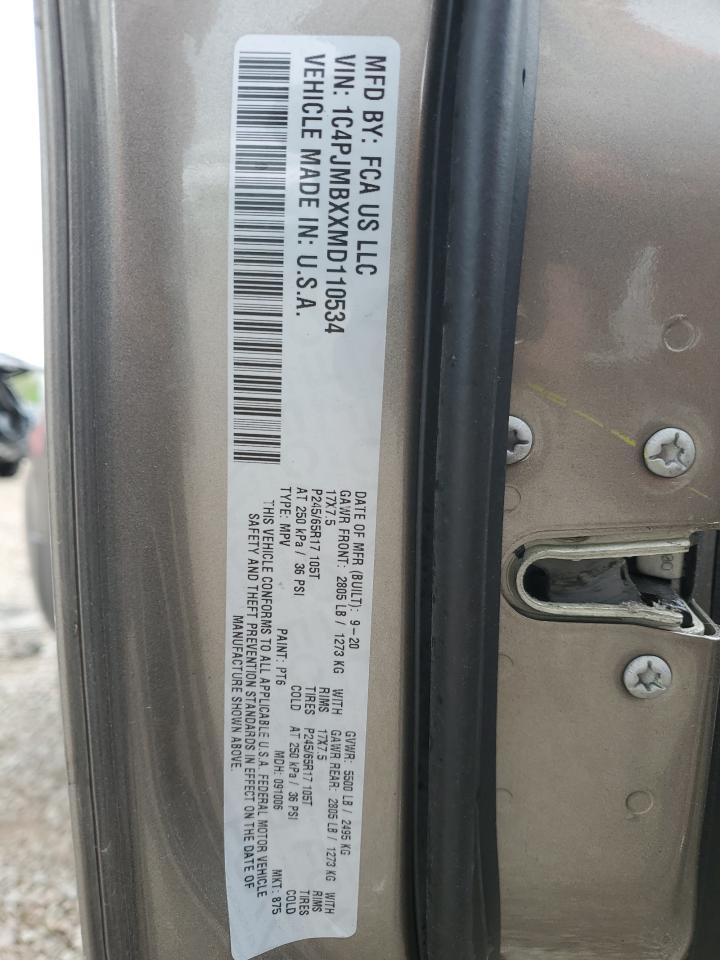 MFD BY: FCA US LLC
VIN: 1C4PJMBXXMD110534
VEHICLE MADE IN: U.S.A.
DATE OF MFR (BUILT): 9-20 GVWR: 5500 LB / 2495 KG
GAWR FRONT: 2805 LB / 1273 KG WITH GAWR REAR: 2805 LB / 1273 KG WITH
17X7.5 RIMS 17X7.5 RIMS
P245/65R17 105T TIRES P245/65R17 105T TIRES
AT 250 kPa / 36 PSI COLD AT 250 kPa / 36 PSI COLD
TYPE: MPV PAINT: PT6 MDH: 091006 MKT: 875
THIS VEHICLE CONFORMS TO ALL APPLICABLE U.S.A. FEDERAL MOTOR VEHICLE
SAFETY AND THEFT PREVENTION STANDARDS IN EFFECT ON THE DATE OF
MANUFACTURE SHOWN ABOVE.